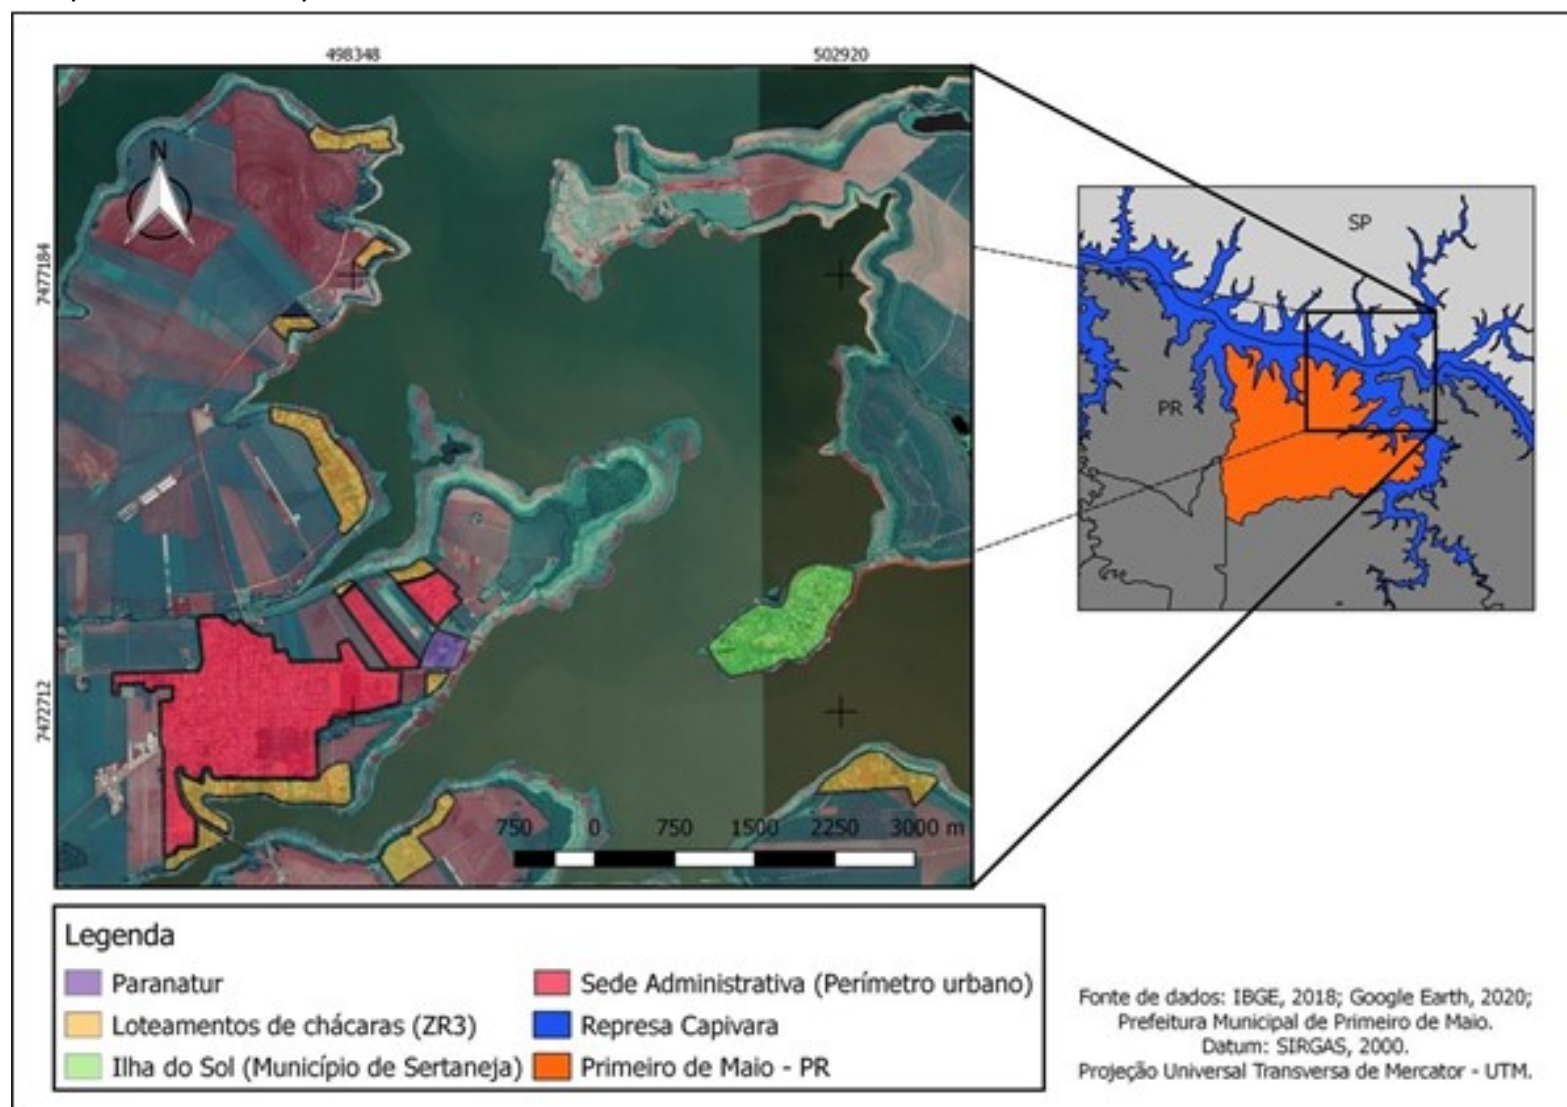 498348
502920
N
7477184
7472712
SP
PR
750 0 750 1500 2250 3000 m
Legenda
Paranatur
Loteamentos de chácaras (ZR3)
Ilha do Sol (Município de Sertaneja)
Sede Administrativa (Perímetro urbano)
Represa Capivara
Primeiro de Maio - PR
Fonte de dados: IBGE, 2018; Google Earth, 2020;
Prefeitura Municipal de Primeiro de Maio.
Datum: SIRGAS, 2000.
Projeção Universal Transversa de Mercator - UTM.